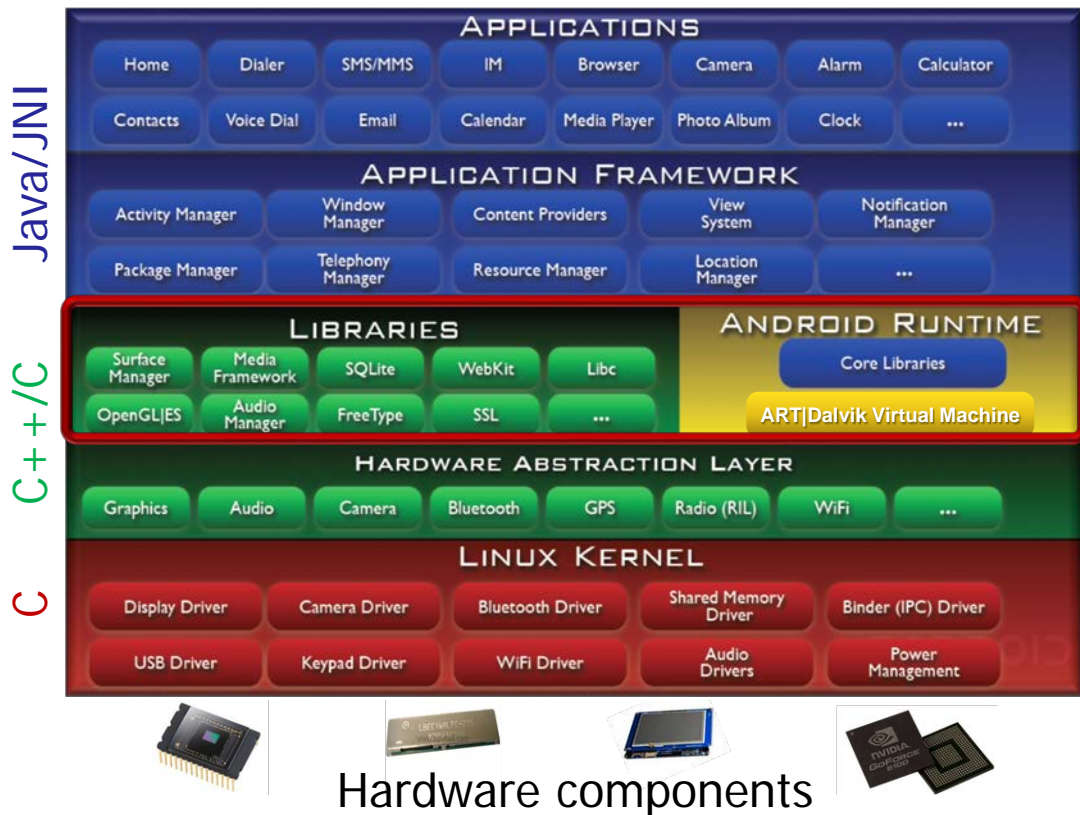 APPLICATIONS
Home Dialer SMS/MMS IM Browser Camera Alarm Calculator
Contacts Voice Dial Email Calendar Media Player Photo Album Clock ...
Java/JNI
APPLICATION FRAMEWORK
Activity Manager Window Manager Content Providers View System Notification Manager
Package Manager Telephony Manager Resource Manager Location Manager ...
LIBRARIES
Surface Manager Media Framework SQLite WebKit Libc
OpenGL|ES Audio Manager FreeType SSL ...
ANDROID RUNTIME
Core Libraries
ART|Dalvik Virtual Machine
C++/C
HARDWARE ABSTRACTION LAYER
Graphics Audio Camera Bluetooth GPS Radio (RIL) WiFi ...
C
LINUX KERNEL
Display Driver Camera Driver Bluetooth Driver Shared Memory Driver Binder (IPC) Driver
USB Driver Keypad Driver WiFi Driver Audio Drivers Power Management
NVIDIA
GOFORCE
Hardware components